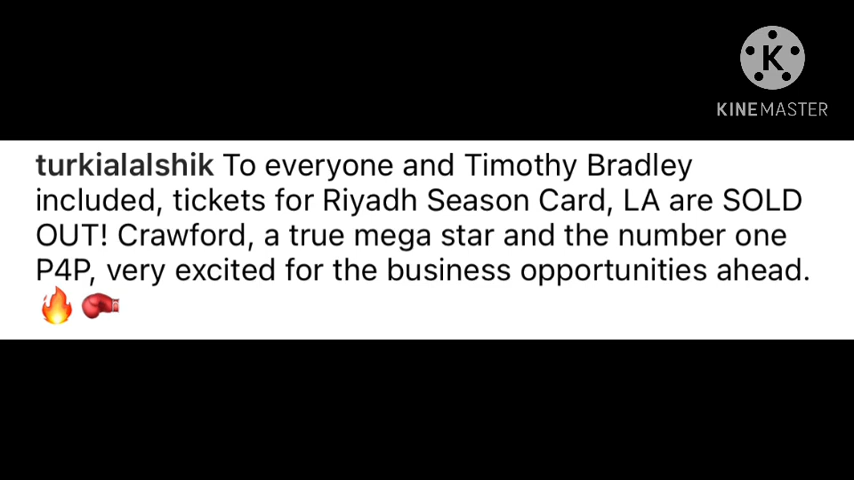 K
KINEMASTER
turkialalshik To everyone and Timothy Bradley
included, tickets for Riyadh Season Card, LA are SOLD
OUT! Crawford, a true mega star and the number one
P4P, very excited for the business opportunities ahead.
🔥🥊